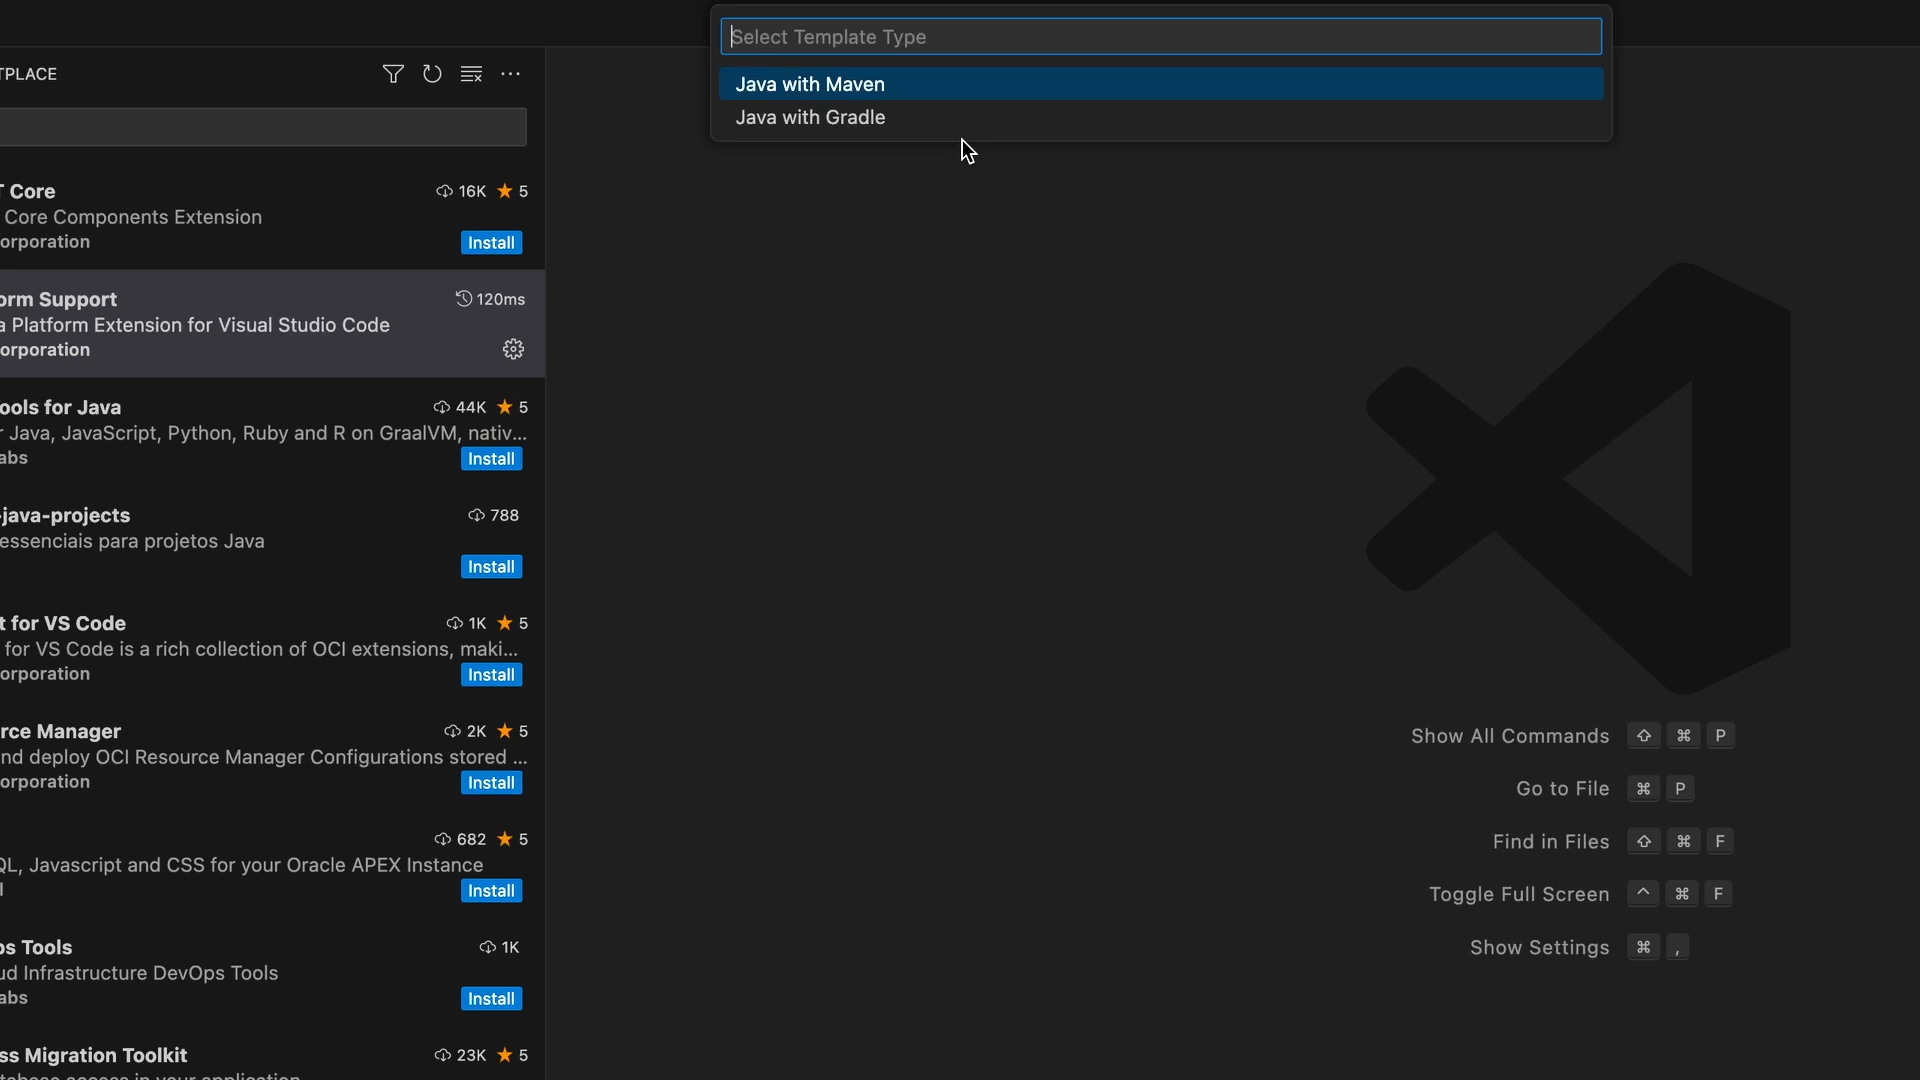 Select Template Type
Java with Maven
Java with Gradle
TPLACE
T Core
16K ★ 5
Core Components Extension
orporation
Install
orm Support
120ms
a Platform Extension for Visual Studio Code
orporation
ools for Java
44K ★ 5
r Java, JavaScript, Python, Ruby and R on GraalVM, nativ...
abs
Install
-java-projects
788
essenciais para projetos Java
Install
t for VS Code
1K ★ 5
for VS Code is a rich collection of OCI extensions, maki...
orporation
Install
rce Manager
2K ★ 5
nd deploy OCI Resource Manager Configurations stored ...
orporation
Install
682 ★ 5
QL, Javascript and CSS for your Oracle APEX Instance
Install
ps Tools
1K
ud Infrastructure DevOps Tools
abs
Install
ss Migration Toolkit
23K ★ 5
Show All Commands ⇧ ⌘ P
Go to File ⌘ P
Find in Files ⇧ ⌘ F
Toggle Full Screen ^ ⌘ F
Show Settings ⌘ ,